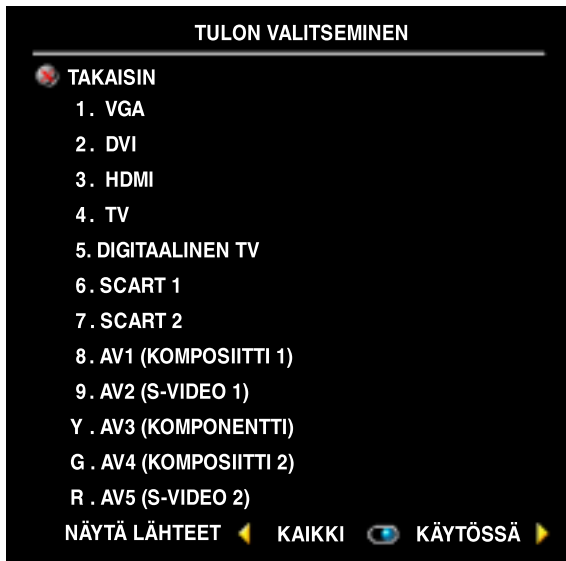 TULON VALITSEMINEN
TAKAISIN
1. VGA
2. DVI
3. HDMI
4. TV
5. DIGITAALINEN TV
6. SCART 1
7. SCART 2
8. AV1 (KOMPOSIITTI 1)
9. AV2 (S-VIDEO 1)
Y . AV3 (KOMPONENTTI)
G . AV4 (KOMPOSIITTI 2)
R . AV5 (S-VIDEO 2)
NÄYTÄ LÄHTEET KAIKKI KÄYTÖSSÄ